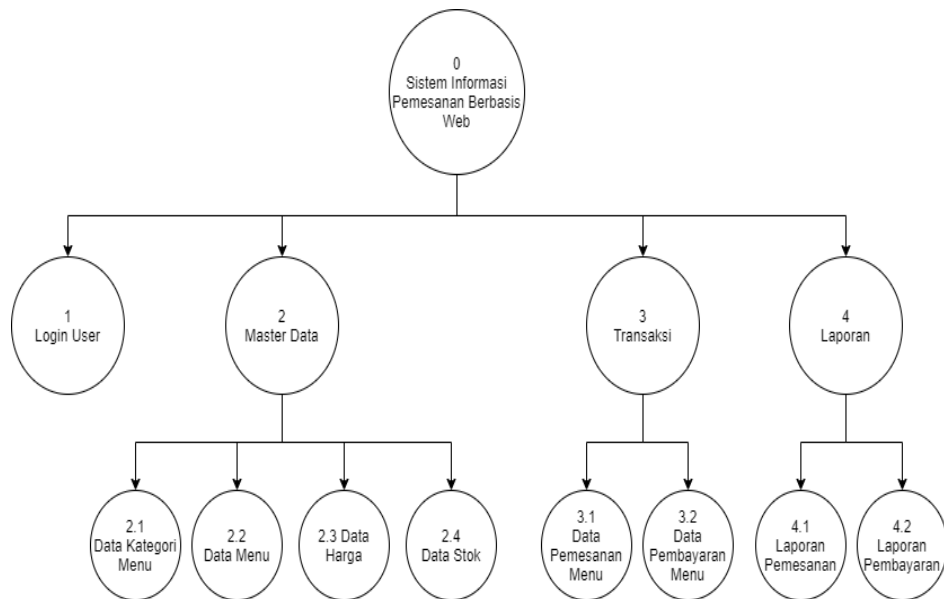 0
Sistem Informasi
Pemesanan Berbasis
Web
1
Login User
2
Master Data
3
Transaksi
4
Laporan
2.1
Data Kategori
Menu
2.2
Data Menu
2.3 Data
Harga
2.4
Data Stok
3.1
Data
Pemesanan
Menu
3.2
Data
Pembayaran
Menu
4.1
Laporan
Pemesanan
4.2
Laporan
Pembayaran